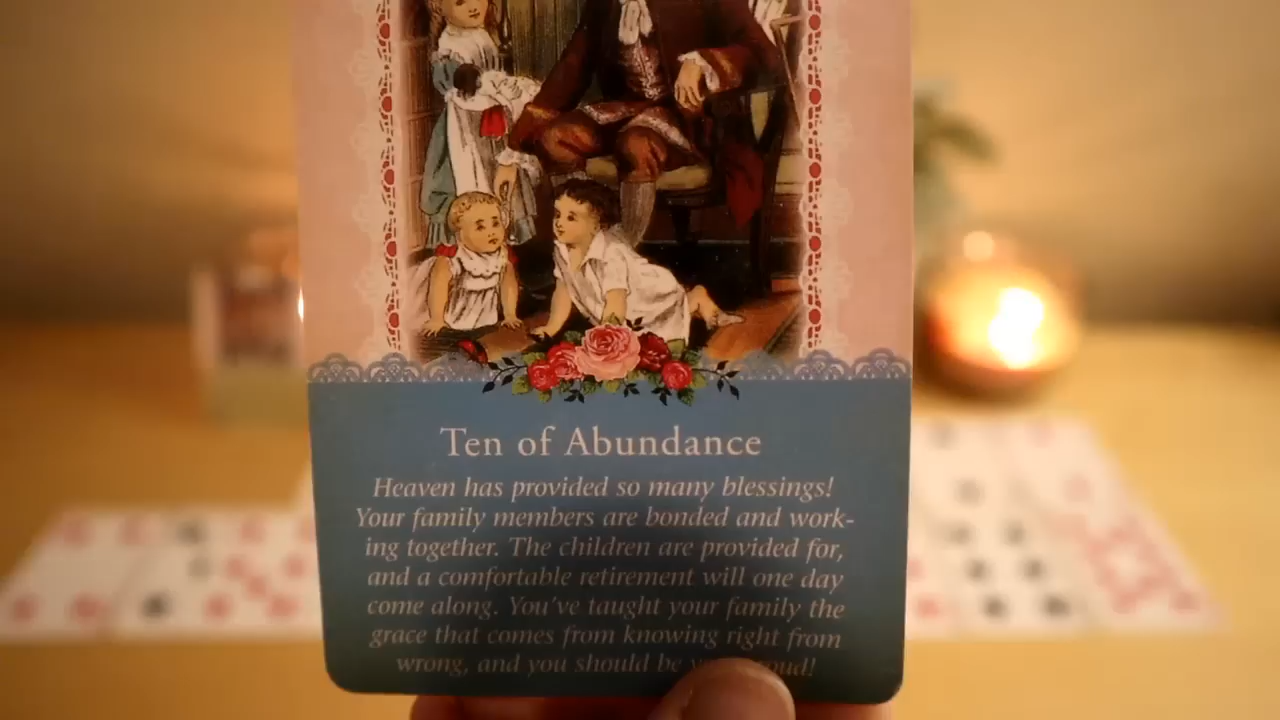 Ten of Abundance
Heaven has provided so many blessings!
Your family members are bonded and work-
ing together. The children are provided for,
and a comfortable retirement will one day
come along. You've taught your family the
grace that comes from knowing right from
wrong, and you should be